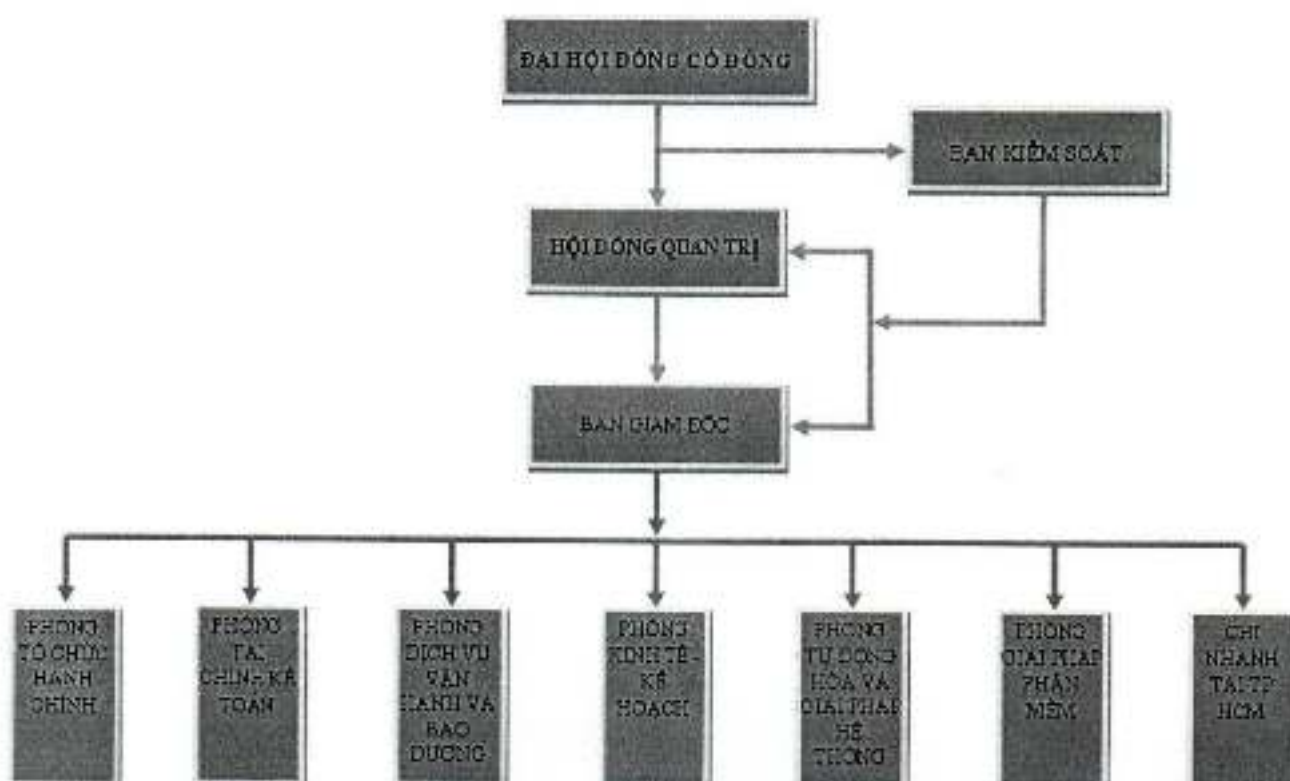 ĐẠI HỘI ĐỒNG CỔ ĐÔNG
BAN KIỂM SOÁT
HỘI ĐỒNG QUẢN TRỊ
BAN GIÁM ĐỐC
PHÒNG
TỔ CHỨC
HÀNH
CHÍNH
PHÒNG
TÀI
CHÍNH KẾ
TOÁN
PHÒNG
DỊCH VỤ
VẬN
HÀNH VÀ
BẢO
DƯỠNG
PHÒNG
KINH TẾ-
KẾ
HOẠCH
PHÒNG
TỰ ĐỘNG
HÓA VÀ
GIẢI PHÁP
HỆ
THỐNG
PHÒNG
GIẢI PHÁP
PHẦN
MỀM
CHI
NHÁNH
TẠI TP
HCM